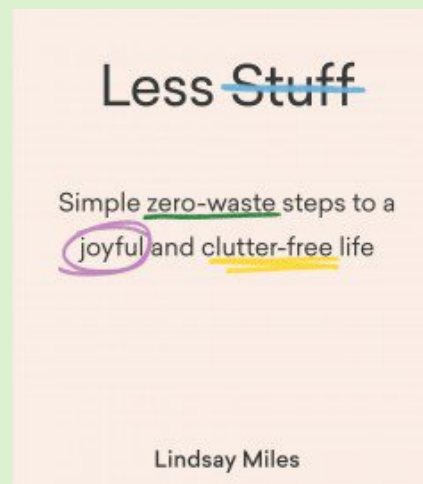 Less Stuff
Simple zero-waste steps to a
joyful and clutter-free life
Lindsay Miles